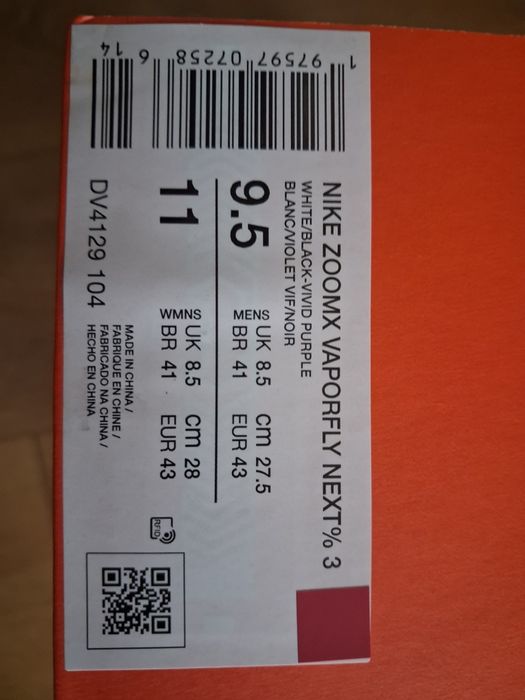 NIKE ZOOMX VAPORFLY NEXT% 3
WHITE/BLACK-VIVID PURPLE
BLANC/VIOLET VIF/NOIR
9.5
MENS UK 8.5 cm 27.5
BR 41 EUR 43
11
WMNS UK 8.5 cm 28
BR 41 EUR 43
DV4129 104
MADE IN CHINA /
FABRIQUE EN CHINE /
FABRICADO NA CHINA /
HECHO EN CHINA
RFID
1 97597 07258 6 14